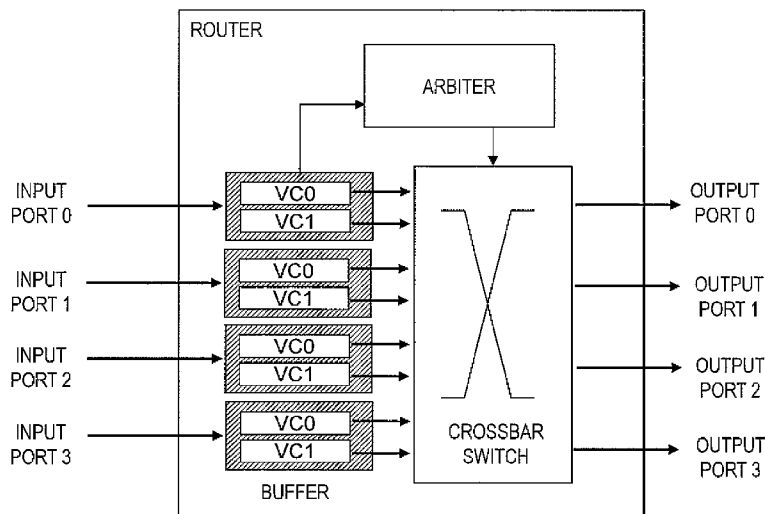 ROUTER
ARBITER
INPUT
PORT 0
VC0
VC1
OUTPUT
PORT 0
INPUT
PORT 1
VC0
VC1
OUTPUT
PORT 1
INPUT
PORT 2
VC0
VC1
OUTPUT
PORT 2
INPUT
PORT 3
VC0
VC1
CROSSBAR
SWITCH
OUTPUT
PORT 3
BUFFER